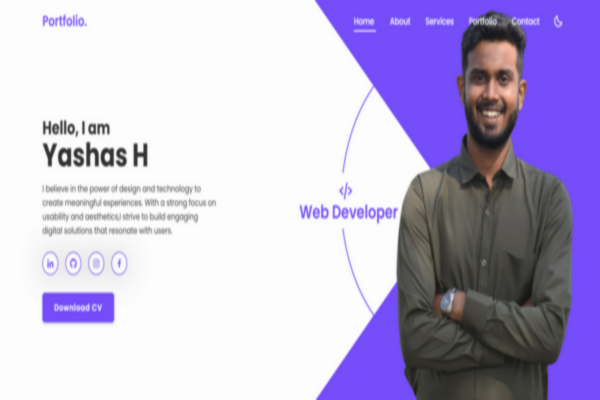 Portfolio.
Home About Services Portfolio Contact
Hello, I am
Yashas H
I believe in the power of design and technology to
create meaningful experiences. With a strong focus on
usability and aesthetics,I strive to build engaging
digital solutions that resonate with users.
Download CV
</>
Web Developer